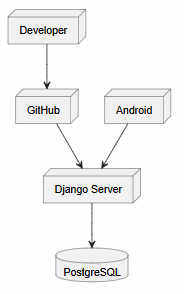 Developer
GitHub
Android
Django Server
PostgreSQL